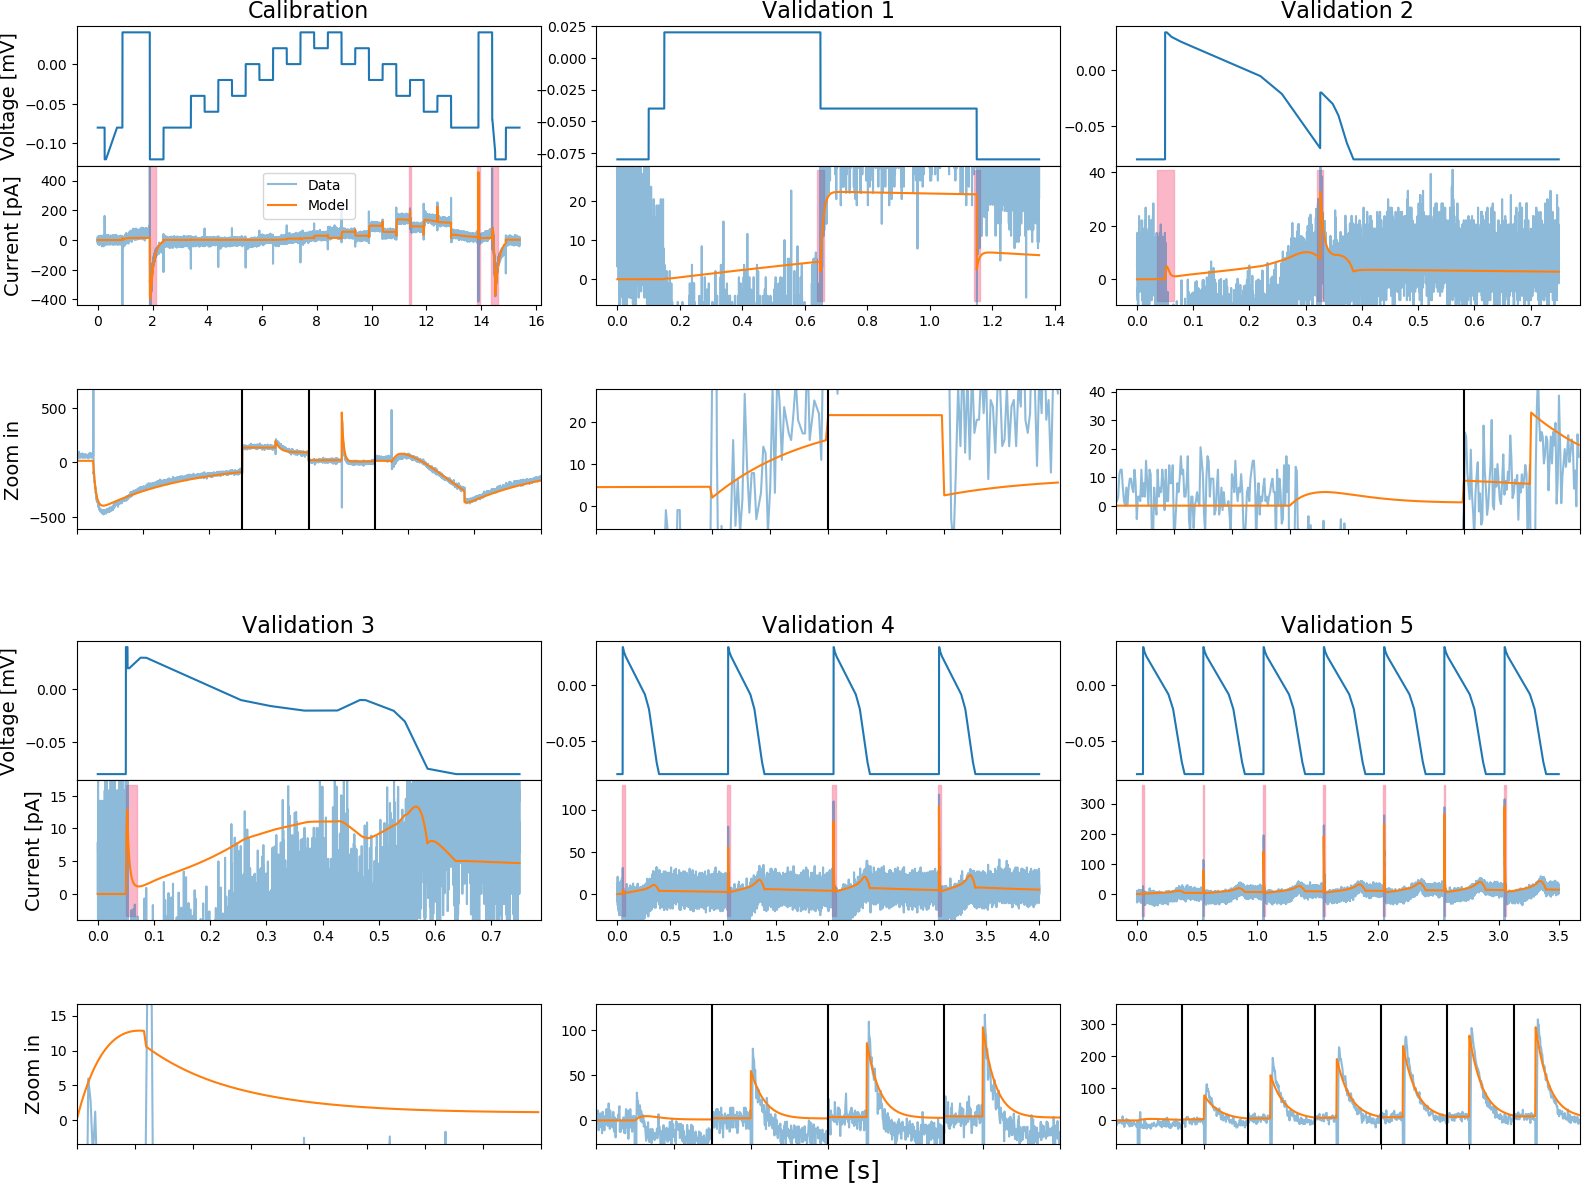 Calibration
Validation 1
Validation 2
Voltage [mV]
0.00
−0.05
−0.10
0.025
0.000
−0.025
−0.050
−0.075
0.00
−0.05
Current [pA]
400
200
0
−200
−400
Data
Model
20
10
0
40
20
0
0 2 4 6 8 10 12 14 16
0.0 0.2 0.4 0.6 0.8 1.0 1.2 1.4
0.0 0.1 0.2 0.3 0.4 0.5 0.6 0.7
Zoom in
500
0
−500
20
10
0
40
30
20
10
0
Validation 3
Validation 4
Validation 5
Voltage [mV]
0.00
−0.05
0.00
−0.05
0.00
−0.05
Current [pA]
15
10
5
0
100
50
0
300
200
100
0
0.0 0.1 0.2 0.3 0.4 0.5 0.6 0.7
0.0 0.5 1.0 1.5 2.0 2.5 3.0 3.5 4.0
0.0 0.5 1.0 1.5 2.0 2.5 3.0 3.5
Zoom in
15
10
5
0
100
50
0
300
200
100
0
Time [s]